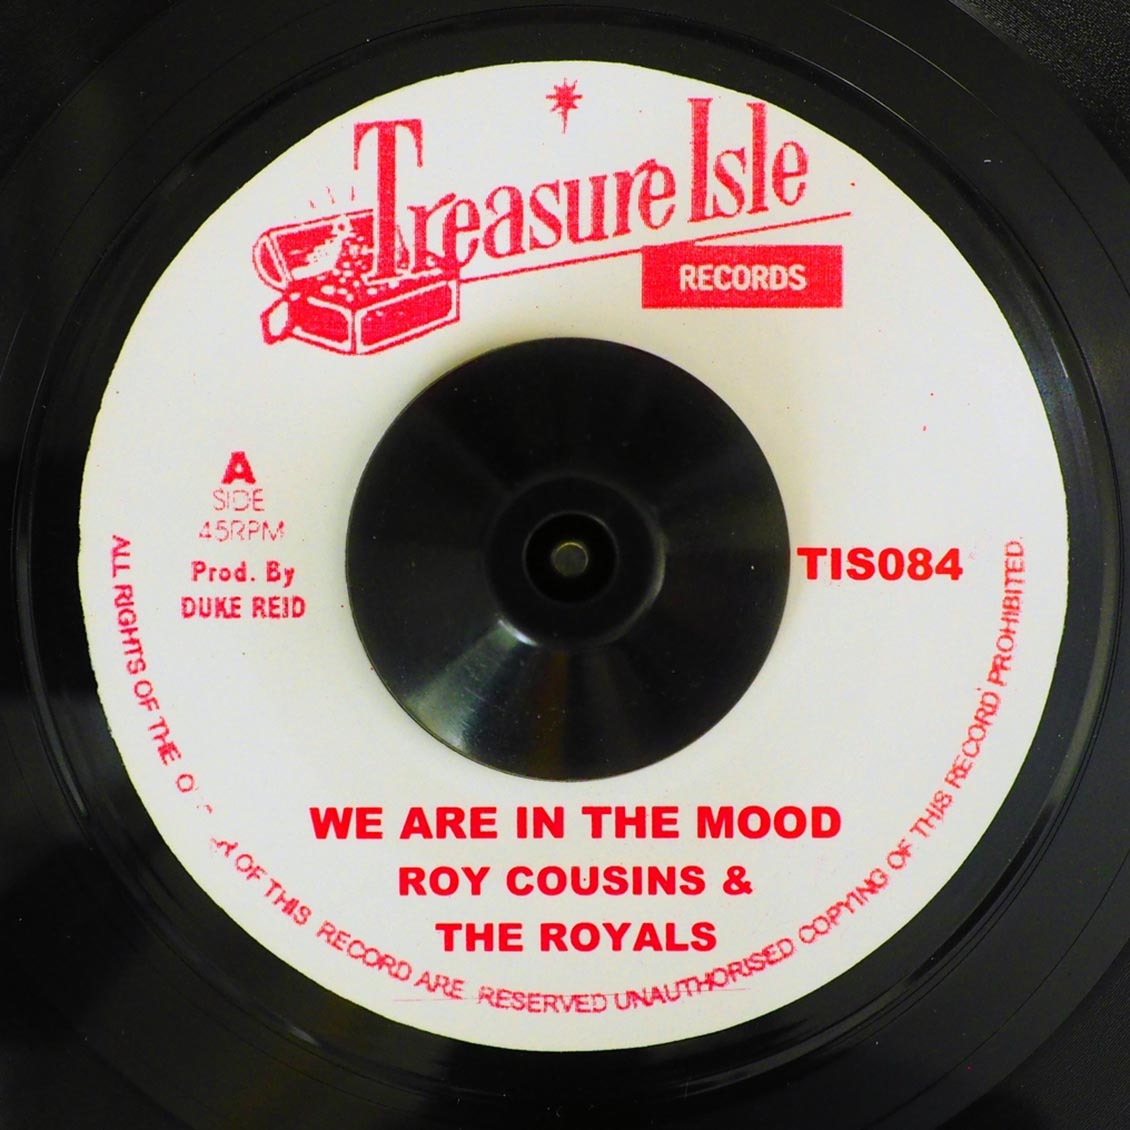 Treasure Isle
RECORDS
A
SIDE
45RPM
Prod. By
DUKE REID
TIS084
WE ARE IN THE MOOD
ROY COUSINS &
THE ROYALS
ALL RIGHTS OF THE OF THIS RECORD ARE RESERVED UNAUTHORISED COPYING OF THIS RECORD PROHIBITED.